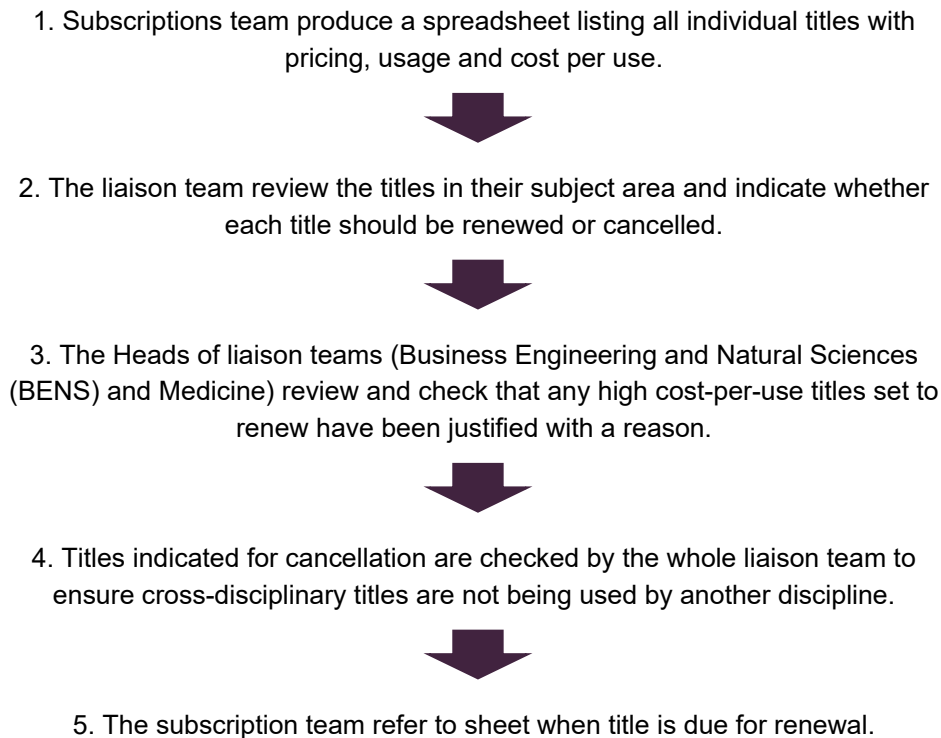 1. Subscriptions team produce a spreadsheet listing all individual titles with
pricing, usage and cost per use.
2. The liaison team review the titles in their subject area and indicate whether
each title should be renewed or cancelled.
3. The Heads of liaison teams (Business Engineering and Natural Sciences
(BENS) and Medicine) review and check that any high cost-per-use titles set to
renew have been justified with a reason.
4. Titles indicated for cancellation are checked by the whole liaison team to
ensure cross-disciplinary titles are not being used by another discipline.
5. The subscription team refer to sheet when title is due for renewal.